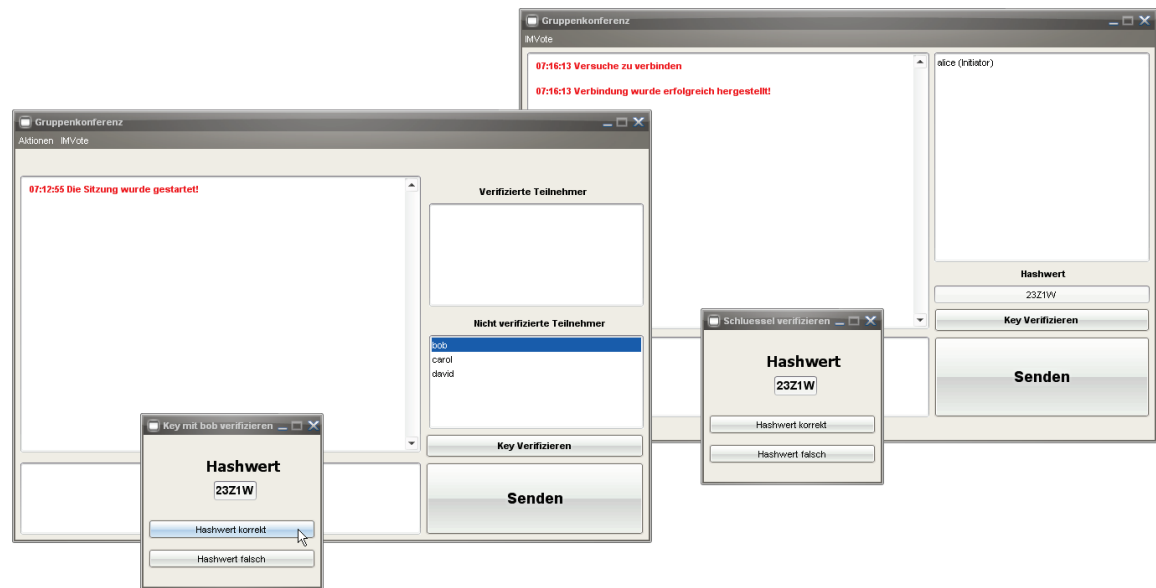 Gruppenkonferenz
IMVote
07:16:13 Versuche zu verbinden
07:16:13 Verbindung wurde erfolgreich hergestellt!
alice (Initiator)
Hashwert
23Z1W
Key Verifizieren
Senden
Gruppenkonferenz
Aktionen IMVote
07:12:55 Die Sitzung wurde gestartet!
Verifizierte Teilnehmer
Nicht verifizierte Teilnehmer
bob
carol
david
Key Verifizieren
Senden
Schluessel verifizieren
Hashwert
23Z1W
Hashwert korrekt
Hashwert falsch
Key mit bob verifizieren
Hashwert
23Z1W
Hashwert korrekt
Hashwert falsch